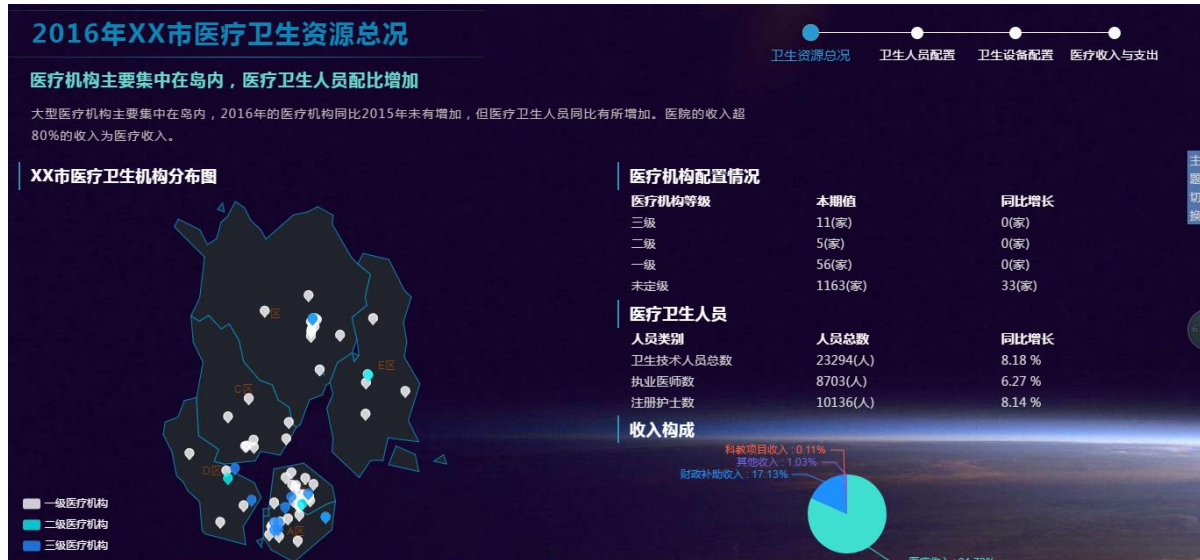 2016年XX市医疗卫生资源总况
卫生资源总况 卫生人员配置 卫生设备配置 医疗收入与支出
医疗机构主要集中在岛内，医疗卫生人员配比增加
大型医疗机构主要集中在岛内，2016年的医疗机构同比2015年未有增加，但医疗卫生人员同比有所增加。医院的收入超
80%的收入为医疗收入。
主
题
切
换
XX市医疗卫生机构分布图
区
E区
C区
D区
A区
一级医疗机构
二级医疗机构
三级医疗机构
医疗机构配置情况
医疗机构等级 本期值 同比增长
三级 11(家) 0(家)
二级 5(家) 0(家)
一级 56(家) 0(家)
未定级 1163(家) 33(家)
医疗卫生人员
人员类别 人员总数 同比增长
卫生技术人员总数 23294(人) 8.18 %
执业医师数 8703(人) 6.27 %
注册护士数 10136(人) 8.14 %
收入构成
科教项目收入 : 0.11%
其他收入 : 1.03%
财政补助收入 : 17.13%